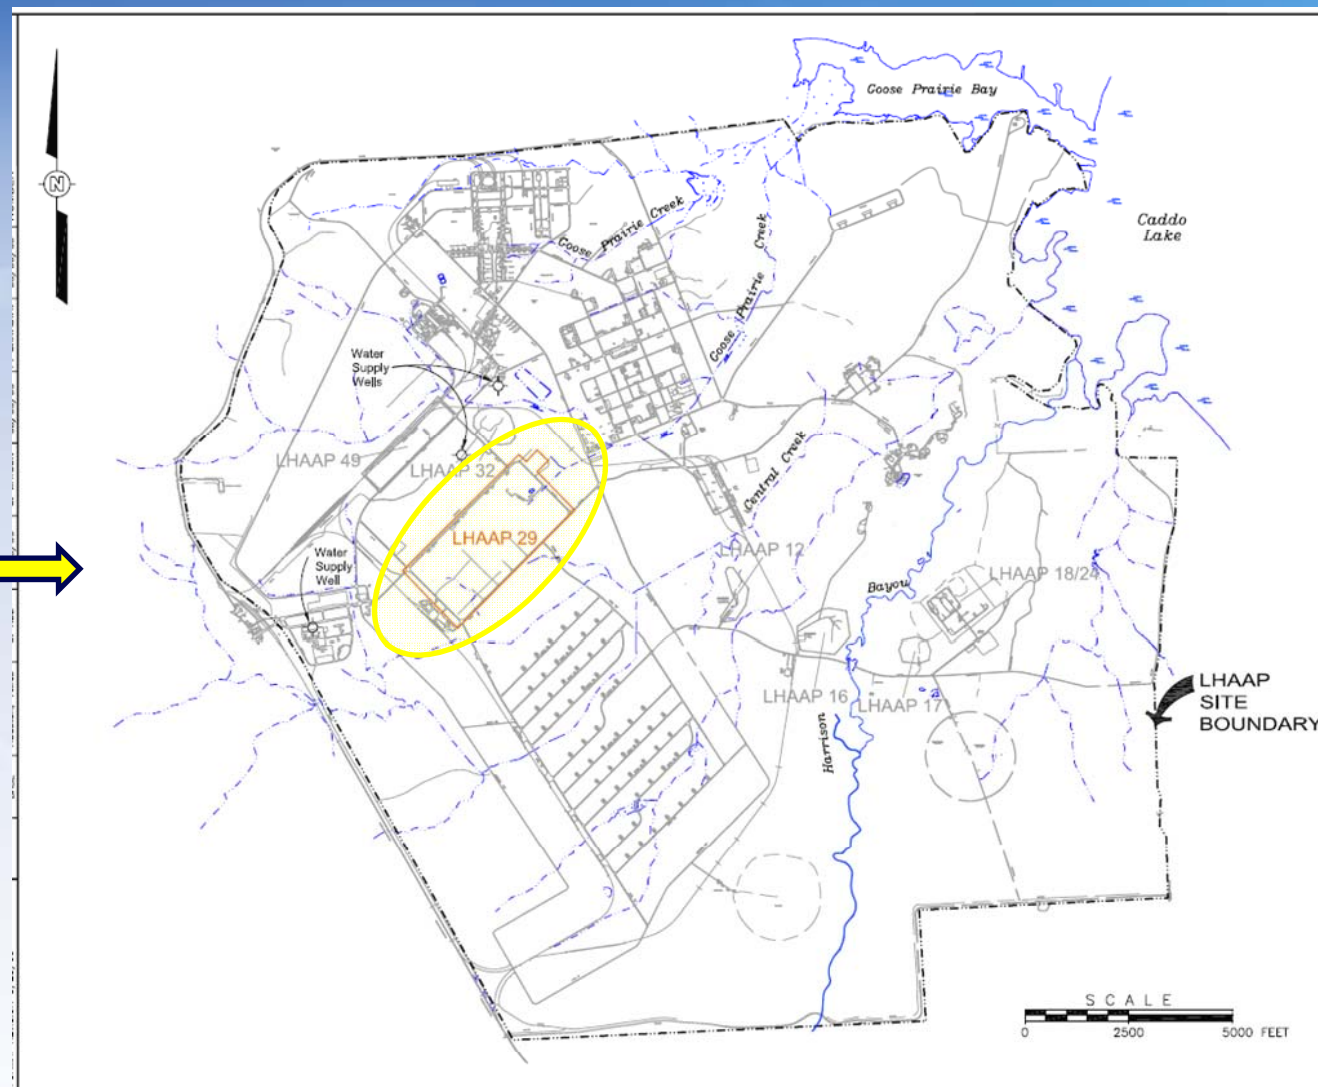 Goose Prairie Bay
N
Caddo
Lake
Goose Prairie Creek
Goose Prairie Creek
Water
Supply
Wells
LHAAP 49
LHAAP 32
Central Creek
LHAAP 29
Water
Supply
Well
LHAAP 12
LHAAP 18/24
Bayou
LHAAP
SITE
BOUNDARY
LHAAP 16
LHAAP 17
Harrison
SCALE
0
2500
5000 FEET